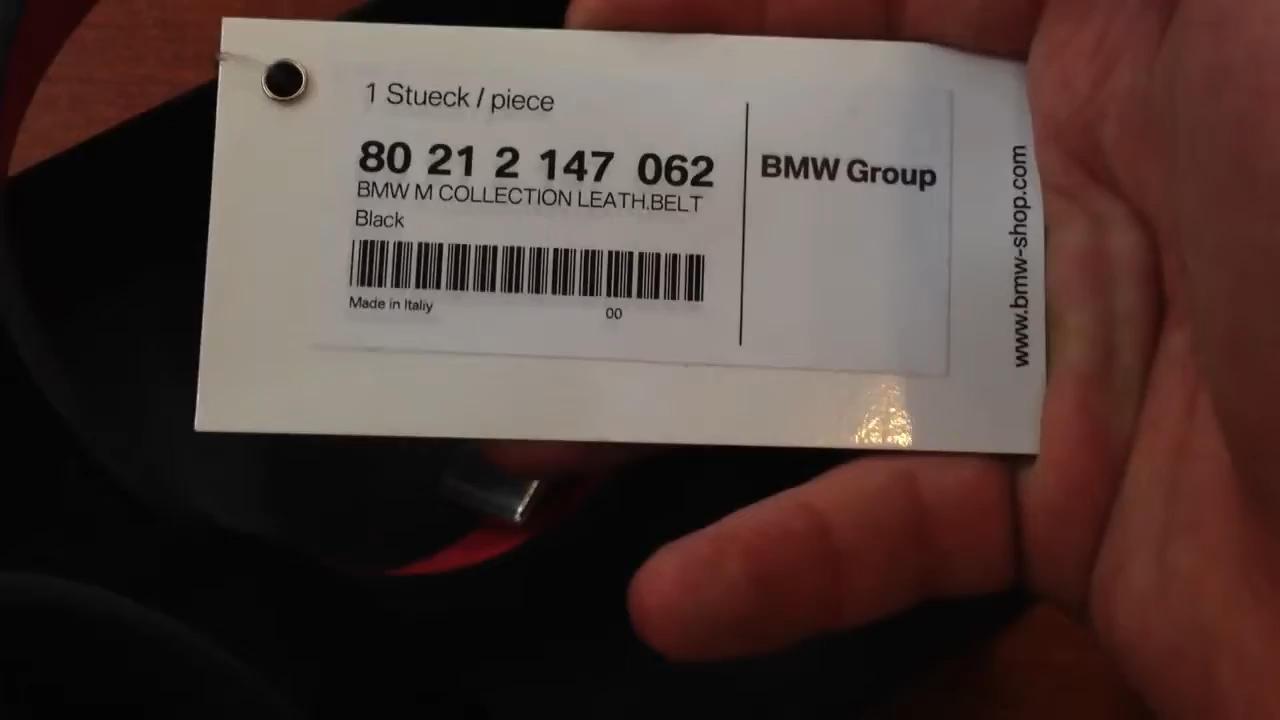 1 Stueck / piece
80 21 2 147 062
BMW M COLLECTION LEATH.BELT
Black
Made in Italiy
00
BMW Group
www.bmw-shop.com